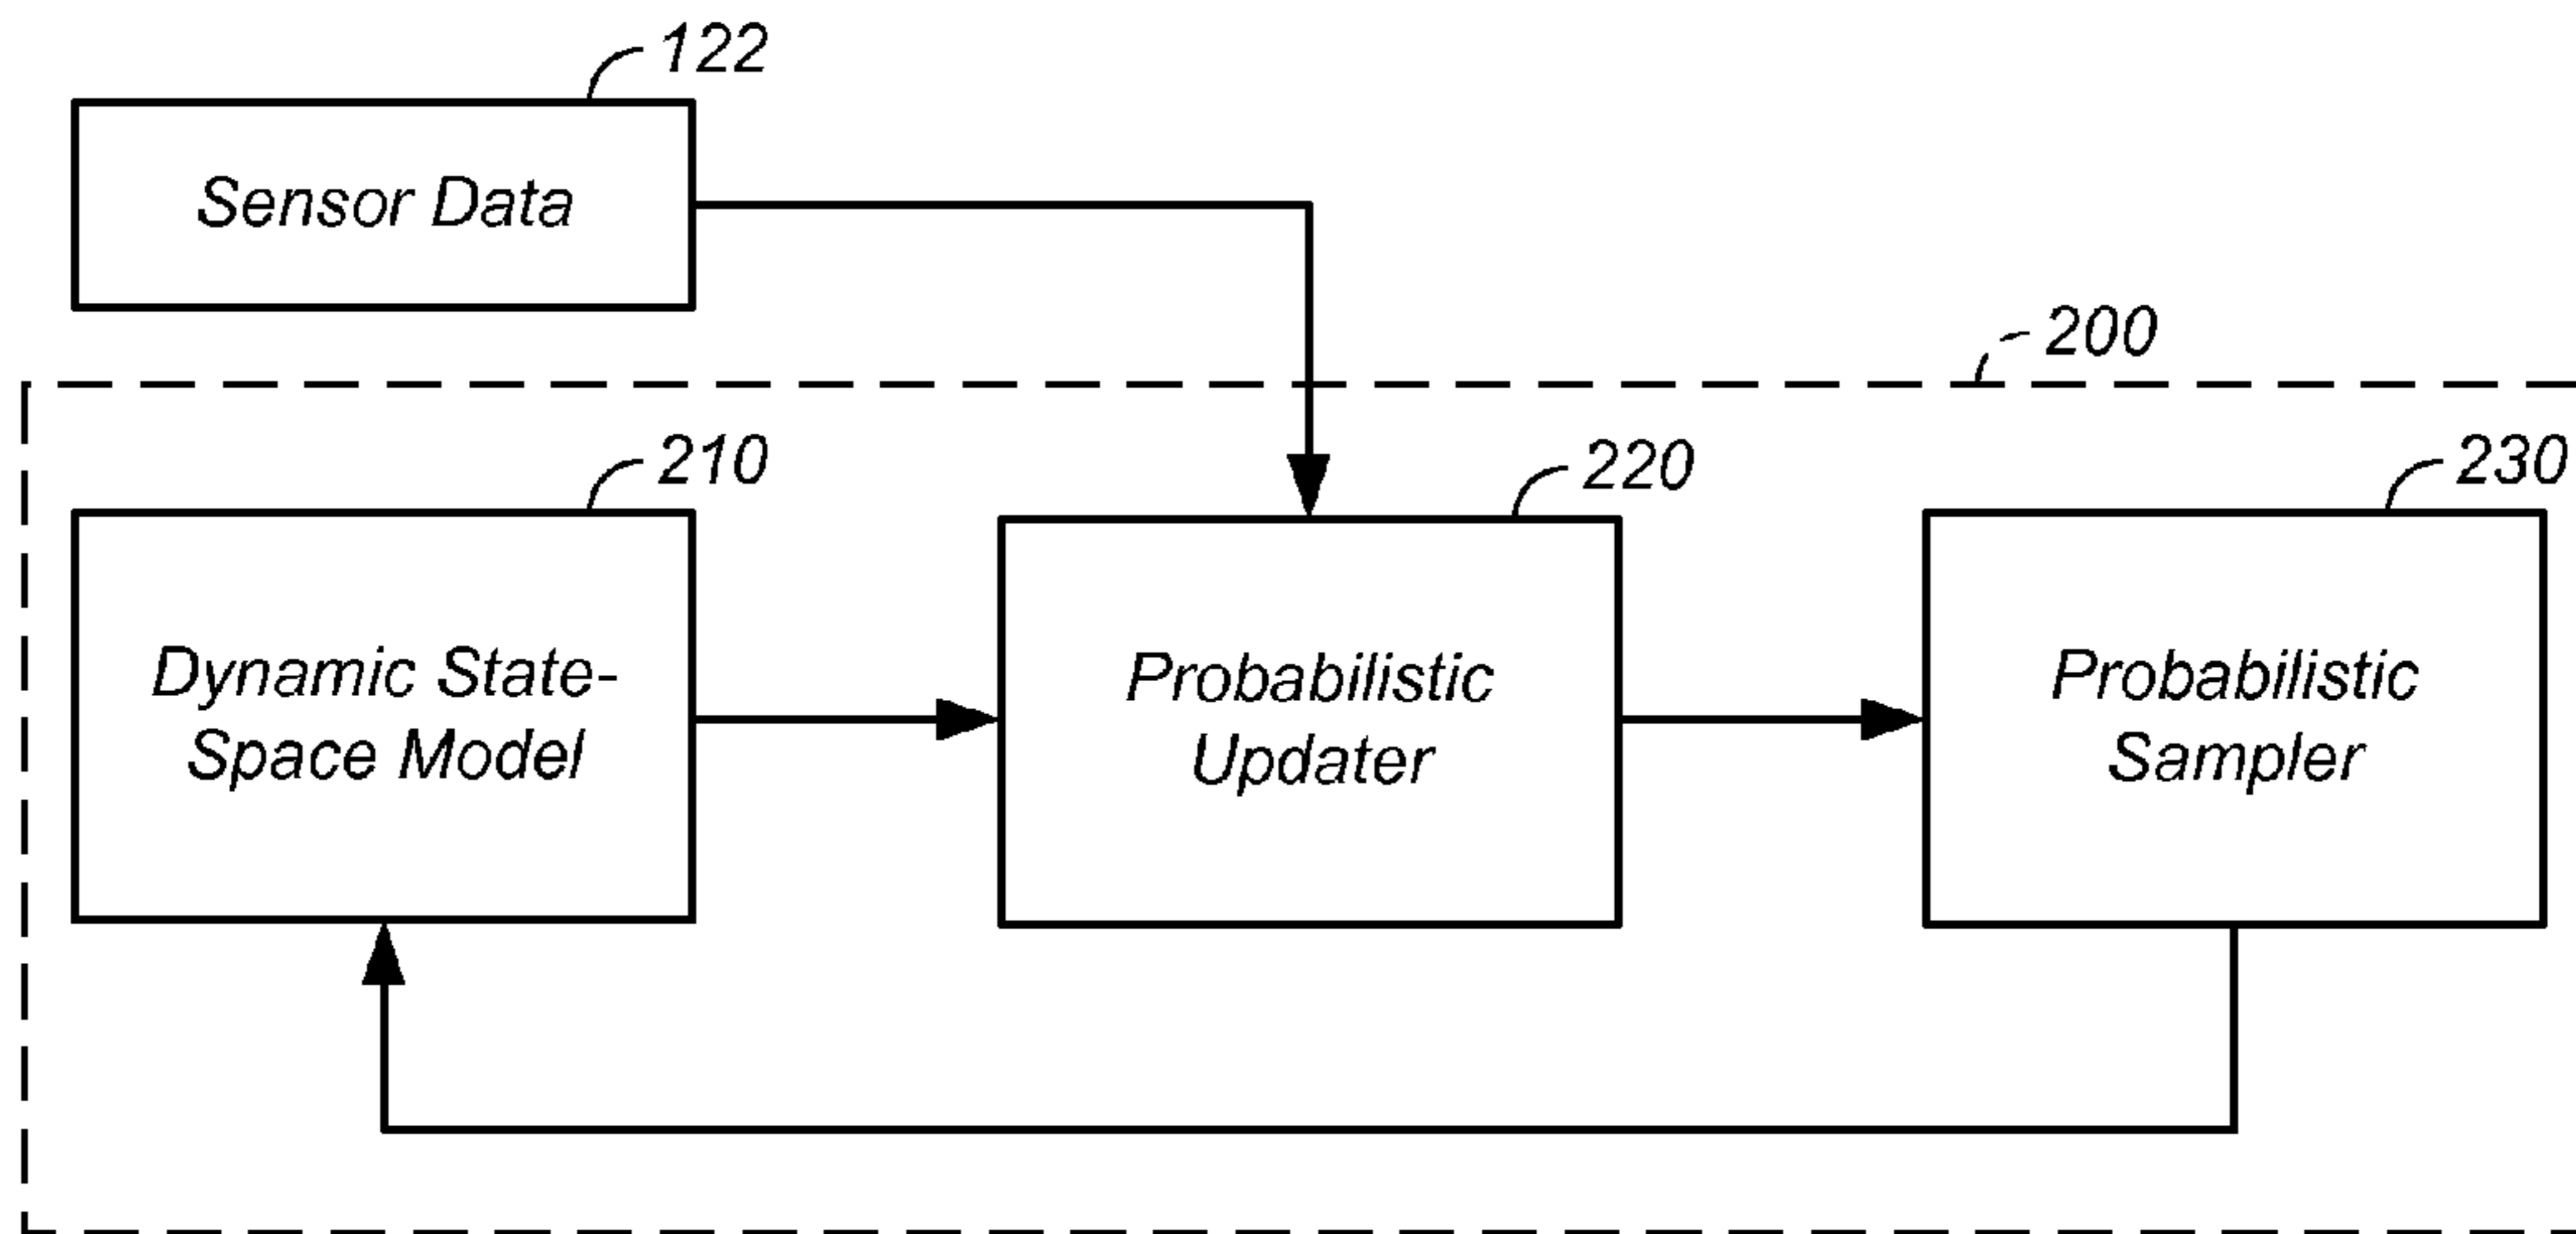 122
Sensor Data
200
210
220
230
Dynamic State-
Space Model
Probabilistic
Updater
Probabilistic
Sampler